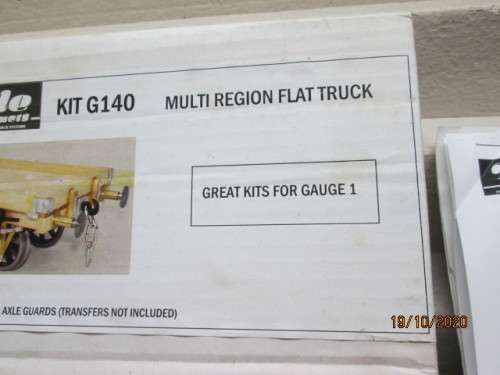 KIT G140
MULTI REGION FLAT TRUCK
GREAT KITS FOR GAUGE 1
AXLE GUARDS (TRANSFERS NOT INCLUDED)
19/10/2020